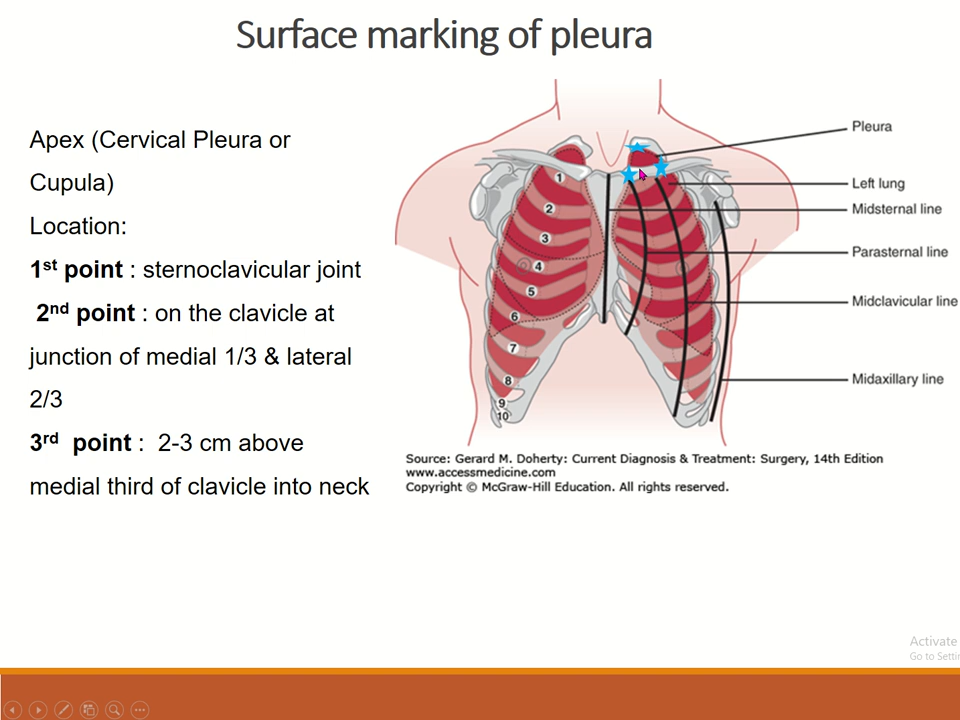 Surface marking of pleura
Apex (Cervical Pleura or
Cupula)
Location:
1st point : sternoclavicular joint
2nd point : on the clavicle at
junction of medial 1/3 & lateral
2/3
3rd point : 2-3 cm above
medial third of clavicle into neck
Pleura
Left lung
Midsternal line
Parasternal line
Midclavicular line
Midaxillary line
1
2
3
4
5
6
7
8
9
10
Source: Gerard M. Doherty: Current Diagnosis & Treatment: Surgery, 14th Edition
www.accessmedicine.com
Copyright © McGraw-Hill Education. All rights reserved.
Activate
Go to Settin